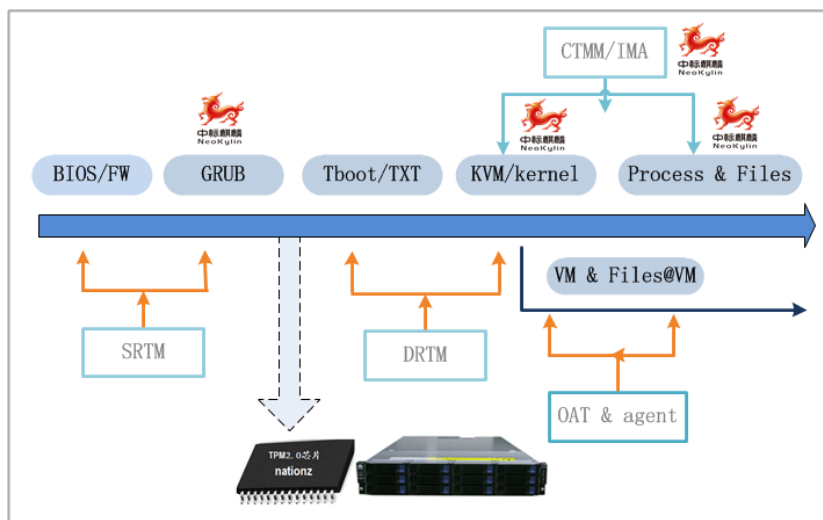 CTMM/IMA
中标麒麟
NeoKylin
中标麒麟
NeoKylin
中标麒麟
NeoKylin
中标麒麟
NeoKylin
BIOS/FW
GRUB
Tboot/TXT
KVM/kernel
Process & Files
VM & Files@VM
SRTM
DRTM
OAT & agent
TPM2.0芯片
nationz